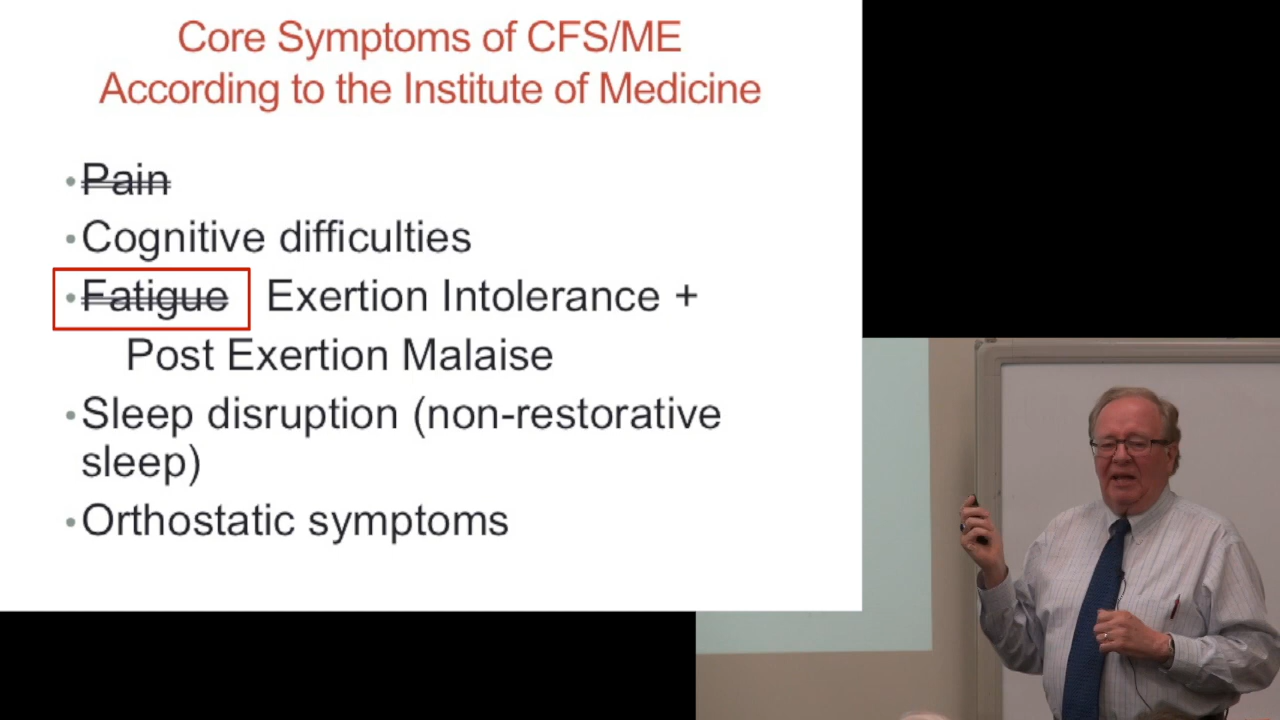 Core Symptoms of CFS/ME
According to the Institute of Medicine
•Pain
•Cognitive difficulties
•Fatigue Exertion Intolerance +
Post Exertion Malaise
•Sleep disruption (non-restorative
sleep)
•Orthostatic symptoms